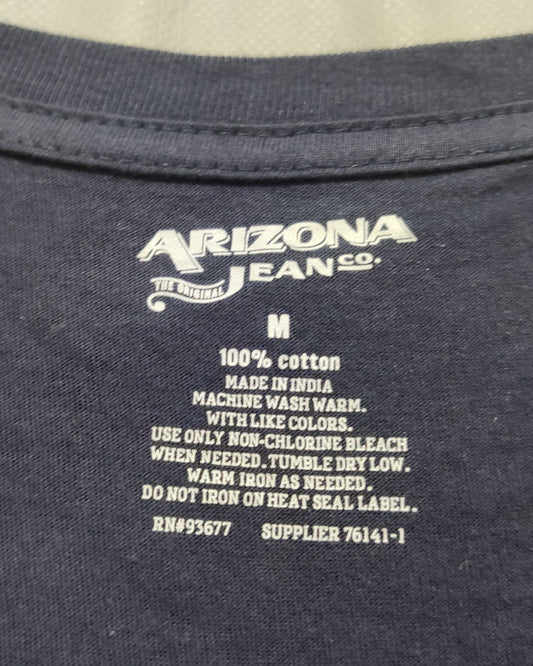 ARIZONA
JEAN CO.
THE ORIGINAL
M
100% cotton
MADE IN INDIA
MACHINE WASH WARM.
WITH LIKE COLORS.
USE ONLY NON-CHLORINE BLEACH
WHEN NEEDED. TUMBLE DRY LOW.
WARM IRON AS NEEDED.
DO NOT IRON ON HEAT SEAL LABEL.
RN#93677 SUPPLIER 76141-1